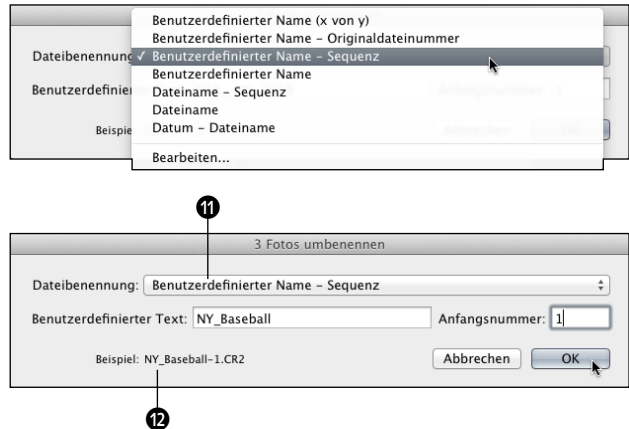 Benutzerdefinierter Name (x von y)
Benutzerdefinierter Name – Originaldateinummer
Dateibenennung ✓ Benutzerdefinierter Name – Sequenz
Benutzerdefinierter Name
Benutzerdefinier
Dateiname – Sequenz
Anfangsnummer: 1
Dateiname
Beispie
Datum – Dateiname
Abbrechen OK
Bearbeiten...
11
3 Fotos umbenennen
Dateibenennung: Benutzerdefinierter Name – Sequenz
Benutzerdefinierter Text: NY_Baseball Anfangsnummer: 1
Beispiel: NY_Baseball-1.CR2 Abbrechen OK
12